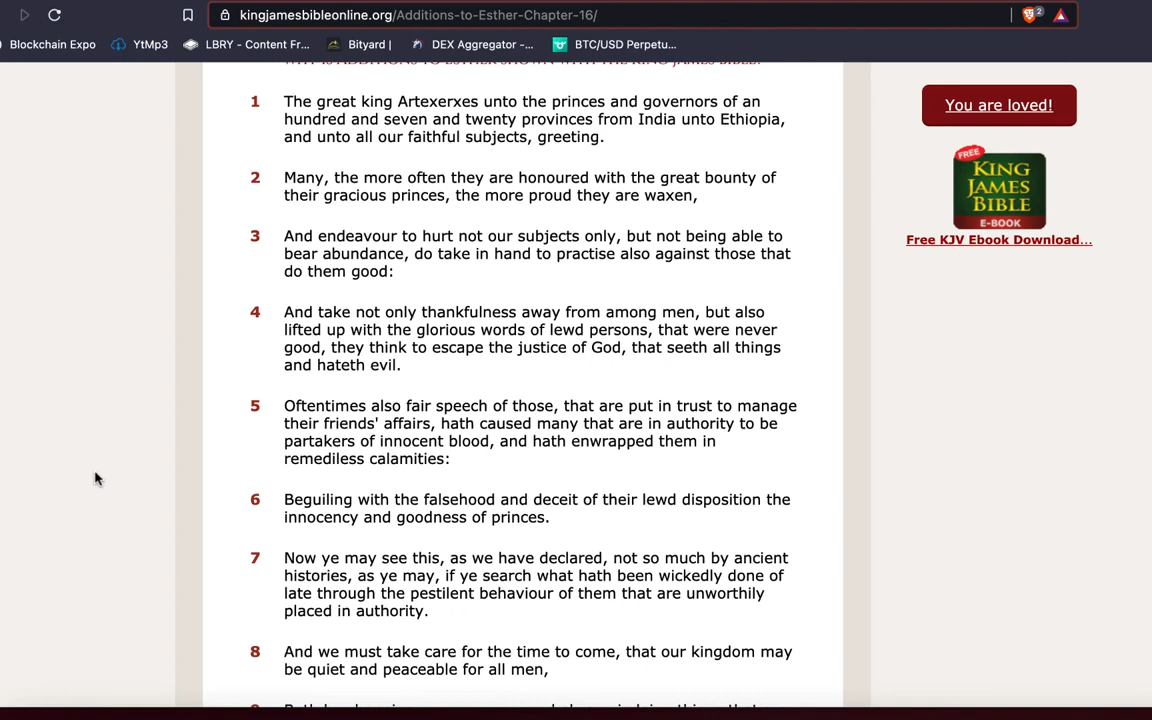 kingjamesbibleonline.org/Additions-to-Esther-Chapter-16/
2
Blockchain Expo YtMp3 LBRY - Content Fr... Bityard | DEX Aggregator -... BTC/USD Perpetu...
WHY IS ADDITIONS TO ESTHER SHOWN WITH THE KING JAMES BIBLE?
1 The great king Artexerxes unto the princes and governors of an
hundred and seven and twenty provinces from India unto Ethiopia,
and unto all our faithful subjects, greeting.
2 Many, the more often they are honoured with the great bounty of
their gracious princes, the more proud they are waxen,
3 And endeavour to hurt not our subjects only, but not being able to
bear abundance, do take in hand to practise also against those that
do them good:
4 And take not only thankfulness away from among men, but also
lifted up with the glorious words of lewd persons, that were never
good, they think to escape the justice of God, that seeth all things
and hateth evil.
5 Oftentimes also fair speech of those, that are put in trust to manage
their friends' affairs, hath caused many that are in authority to be
partakers of innocent blood, and hath enwrapped them in
remediless calamities:
6 Beguiling with the falsehood and deceit of their lewd disposition the
innocency and goodness of princes.
7 Now ye may see this, as we have declared, not so much by ancient
histories, as ye may, if ye search what hath been wickedly done of
late through the pestilent behaviour of them that are unworthily
placed in authority.
8 And we must take care for the time to come, that our kingdom may
be quiet and peaceable for all men,
You are loved!
FREE
KING
JAMES
BIBLE
E-BOOK
Free KJV Ebook Download...